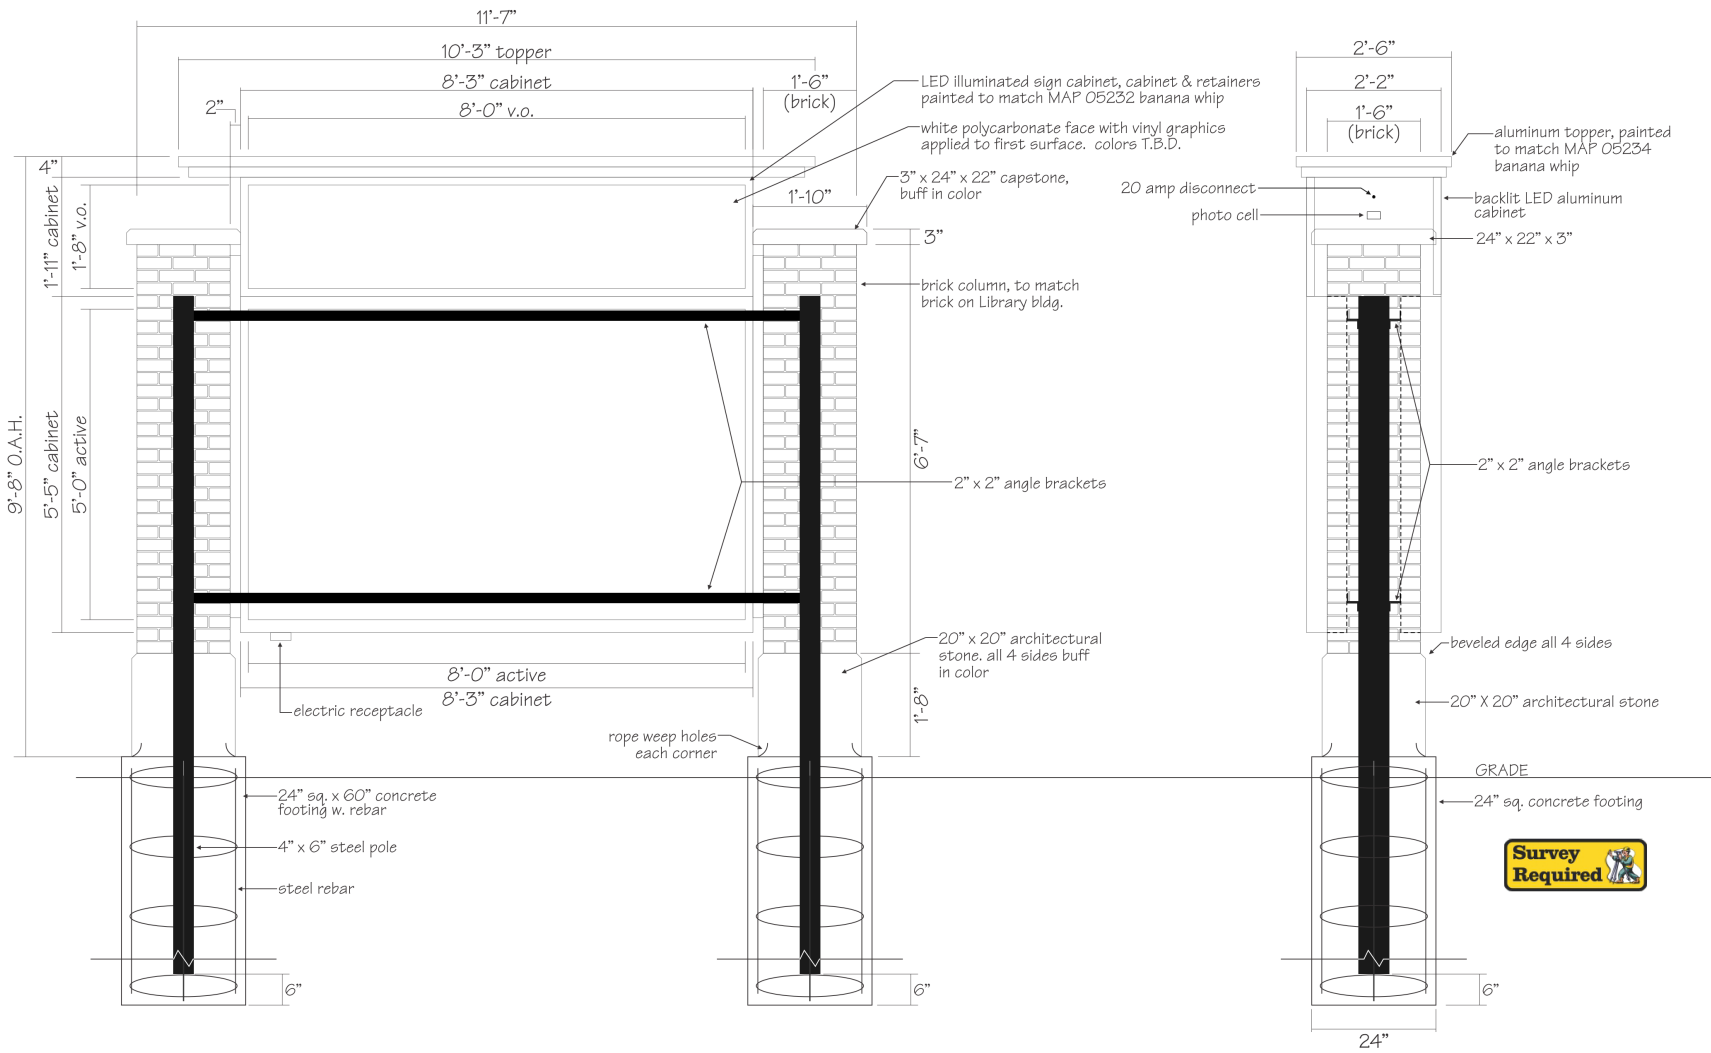 11'-7"
10'-3" topper
8'-3" cabinet
8'-0" v.o.
2"
1'-6"
(brick)
LED illuminated sign cabinet, cabinet & retainers
painted to match MAP 05232 banana whip
white polycarbonate face with vinyl graphics
applied to first surface.  colors T.B.D.
3" x 24" x 22" capstone,
buff in color
1'-10"
3"
4"
1'-11" cabinet
1'-8" v.o.
9'-8" O.A.H.
5'-5" cabinet
5'-0" active
brick column, to match
brick on Library bldg.
6'-7"
2" x 2" angle brackets
20" x 20" architectural
stone. all 4 sides buff
in color
1'-8"
8'-0" active
8'-3" cabinet
electric receptacle
rope weep holes
each corner
24" sq. x 60" concrete
footing w. rebar
4" x 6" steel pole
steel rebar
6"
6"
2'-6"
2'-2"
1'-6"
(brick)
aluminum topper, painted
to match MAP 05234
banana whip
20 amp disconnect
photo cell
backlit LED aluminum
cabinet
24" x 22" x 3"
2" x 2" angle brackets
beveled edge all 4 sides
20" X 20" architectural stone
GRADE
24" sq. concrete footing
Survey
Required
6"
24"